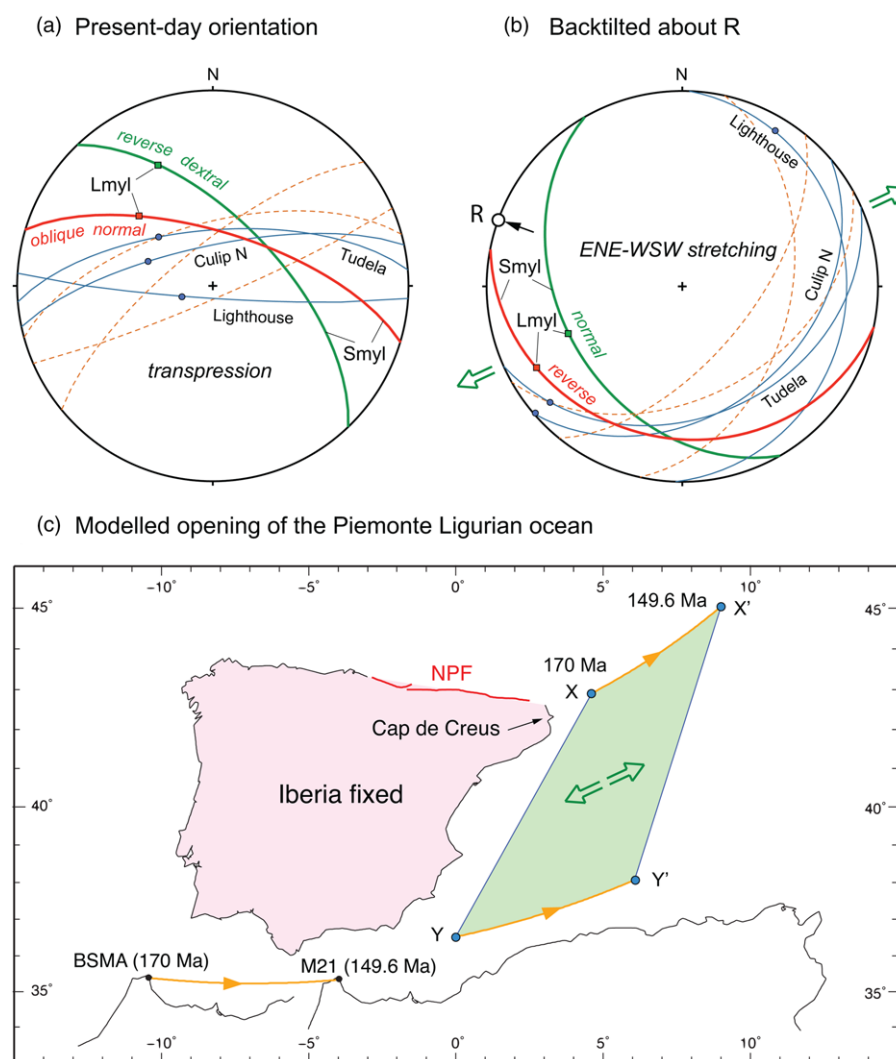 (a) Present-day orientation
N
reverse dextral
Lmyl
oblique normal
Culip N
Tudela
Lighthouse
Smyl
transpression
(b) Backtilted about R
N
Lighthouse
R
ENE-WSW stretching
Culip N
Smyl
Lmyl
normal
reverse
Tudela
(c) Modelled opening of the Piemonte Ligurian ocean
−10˚ −5˚ 0˚ 5˚ 10˚
45˚ 149.6 Ma X' 45˚
NPF 170 Ma
X
Cap de Creus
Iberia fixed
40˚ 40˚
Y'
Y
BSMA (170 Ma) M21 (149.6 Ma)
35˚ 35˚
−10˚ −5˚ 0˚ 5˚ 10˚